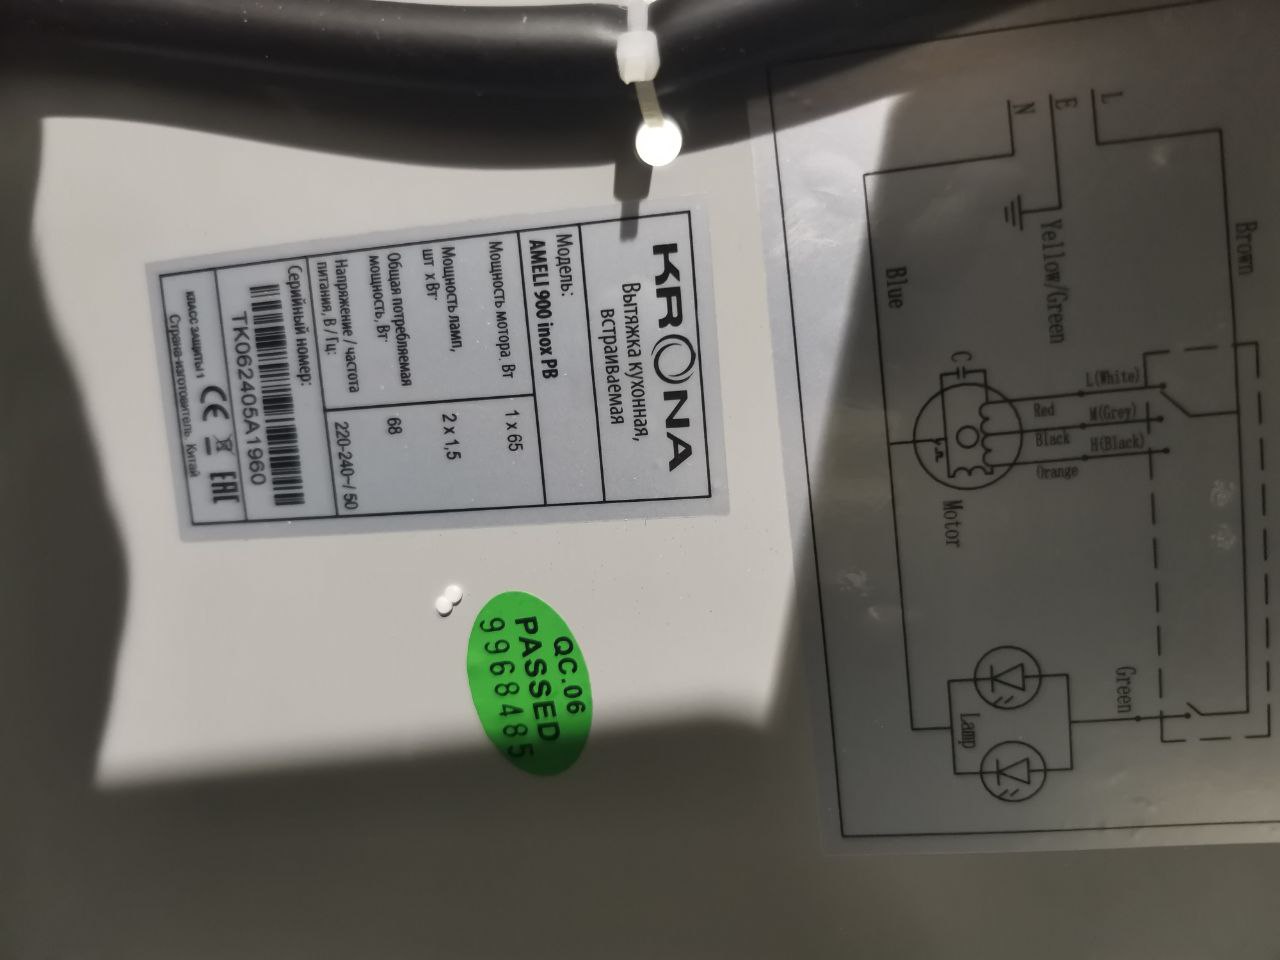 KRONA
Вытяжка кухонная,
встраиваемая
Модель:
AMELI 900 inox PB
Мощность мотора. Вт 1 x 65
Мощность ламп,
шт x Вт: 2 x 1,5
Общая потребляемая
мощность, Вт 68
Напряжение / частота
питания, В / Гц: 220-240~/ 50
Серийный номер:
TK062405A1960
класс защиты 1 CE EAC
Страна-изготовитель: Китай
QC.06
PASSED
9968485
L
E
N
Brown
Yellow/Green
Blue
C
L(White)
Red
M(Grey)
Black
H(Black)
Orange
Motor
Green
Lamp